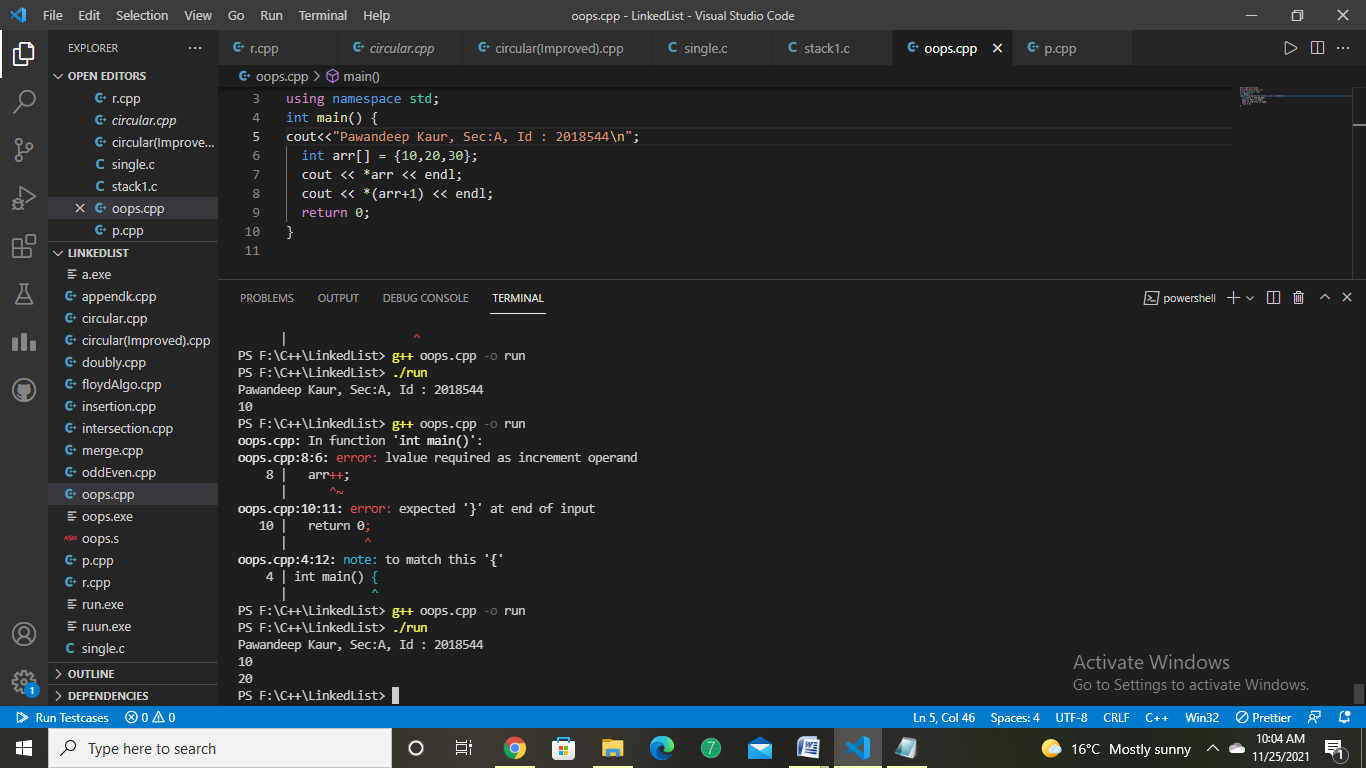 File Edit Selection View Go Run Terminal Help oops.cpp - LinkedList - Visual Studio Code
EXPLORER ···
OPEN EDITORS
r.cpp
circular.cpp
circular(Improve...
single.c
stack1.c
oops.cpp
p.cpp
LINKEDLIST
a.exe
appendk.cpp
circular.cpp
circular(Improved).cpp
doubly.cpp
floydAlgo.cpp
insertion.cpp
intersection.cpp
merge.cpp
oddEven.cpp
oops.cpp
oops.exe
ASM oops.s
p.cpp
r.cpp
run.exe
ruun.exe
single.c
OUTLINE
DEPENDENCIES
1
r.cpp circular.cpp circular(Improved).cpp single.c stack1.c oops.cpp p.cpp
oops.cpp > main()
3 using namespace std;
4 int main() {
5 cout<<"Pawandeep Kaur, Sec:A, Id : 2018544\n";
6 int arr[] = {10,20,30};
7 cout << *arr << endl;
8 cout << *(arr+1) << endl;
9 return 0;
10 }
11
PROBLEMS OUTPUT DEBUG CONSOLE TERMINAL powershell
| ^
PS F:\C++\LinkedList> g++ oops.cpp -o run
PS F:\C++\LinkedList> ./run
Pawandeep Kaur, Sec:A, Id : 2018544
10
PS F:\C++\LinkedList> g++ oops.cpp -o run
oops.cpp: In function 'int main()':
oops.cpp:8:6: error: lvalue required as increment operand
8 | arr++;
| ^~
oops.cpp:10:11: error: expected '}' at end of input
10 | return 0;
| ^
oops.cpp:4:12: note: to match this '{'
4 | int main() {
| ^
PS F:\C++\LinkedList> g++ oops.cpp -o run
PS F:\C++\LinkedList> ./run
Pawandeep Kaur, Sec:A, Id : 2018544
10
20
PS F:\C++\LinkedList>
Activate Windows
Go to Settings to activate Windows.
Run Testcases 0 0 Ln 5, Col 46 Spaces: 4 UTF-8 CRLF C++ Win32 Prettier
Type here to search 7 16°C Mostly sunny 10:04 AM
11/25/2021 1